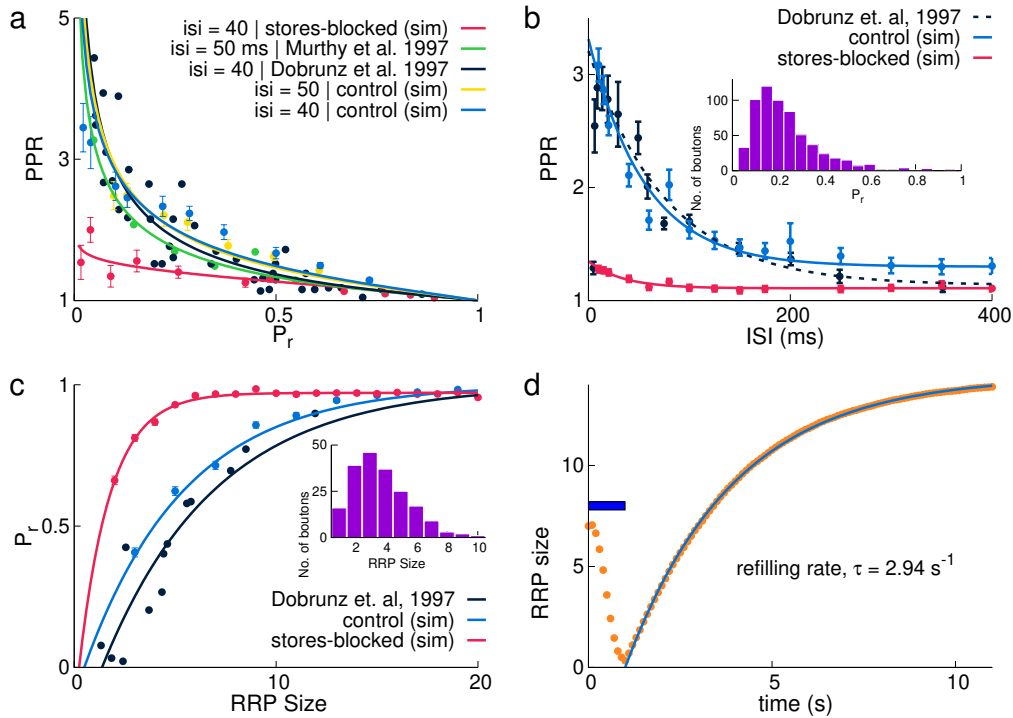 a
5
3
1
PPR
isi = 40 | stores-blocked (sim)
isi = 50 ms | Murthy et al. 1997
isi = 40 | Dobrunz et al. 1997
isi = 50 | control (sim)
isi = 40 | control (sim)
0 0.5 1
Pr
b
3
2
1
PPR
Dobrunz et. al, 1997
control (sim)
stores-blocked (sim)
No. of boutons
100
50
0
0 0.2 0.4 0.6 0.8 1
Pr
0 200 400
ISI (ms)
c
1
0.5
0
Pr
No. of boutons
50
25
0
2 4 6 8 10
RRP Size
Dobrunz et. al, 1997
control (sim)
stores-blocked (sim)
0 10 20
RRP Size
d
10
5
0
RRP size
refilling rate, τ = 2.94 s⁻¹
0 5 10
time (s)